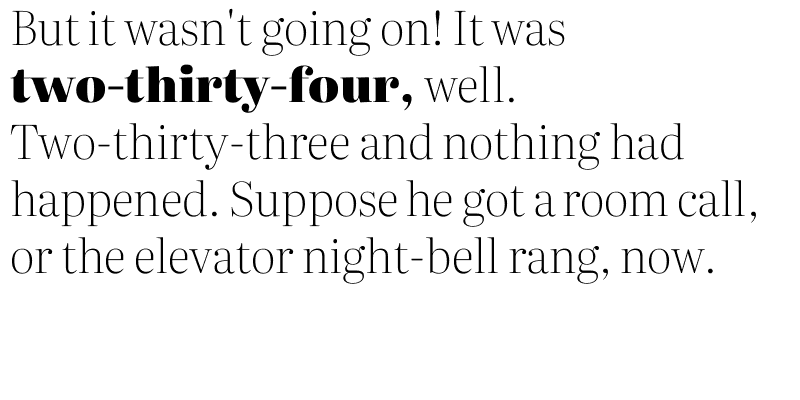 But it wasn't going on! It was
two-thirty-four, well.
Two-thirty-three and nothing had
happened. Suppose he got a room call,
or the elevator night-bell rang, now.